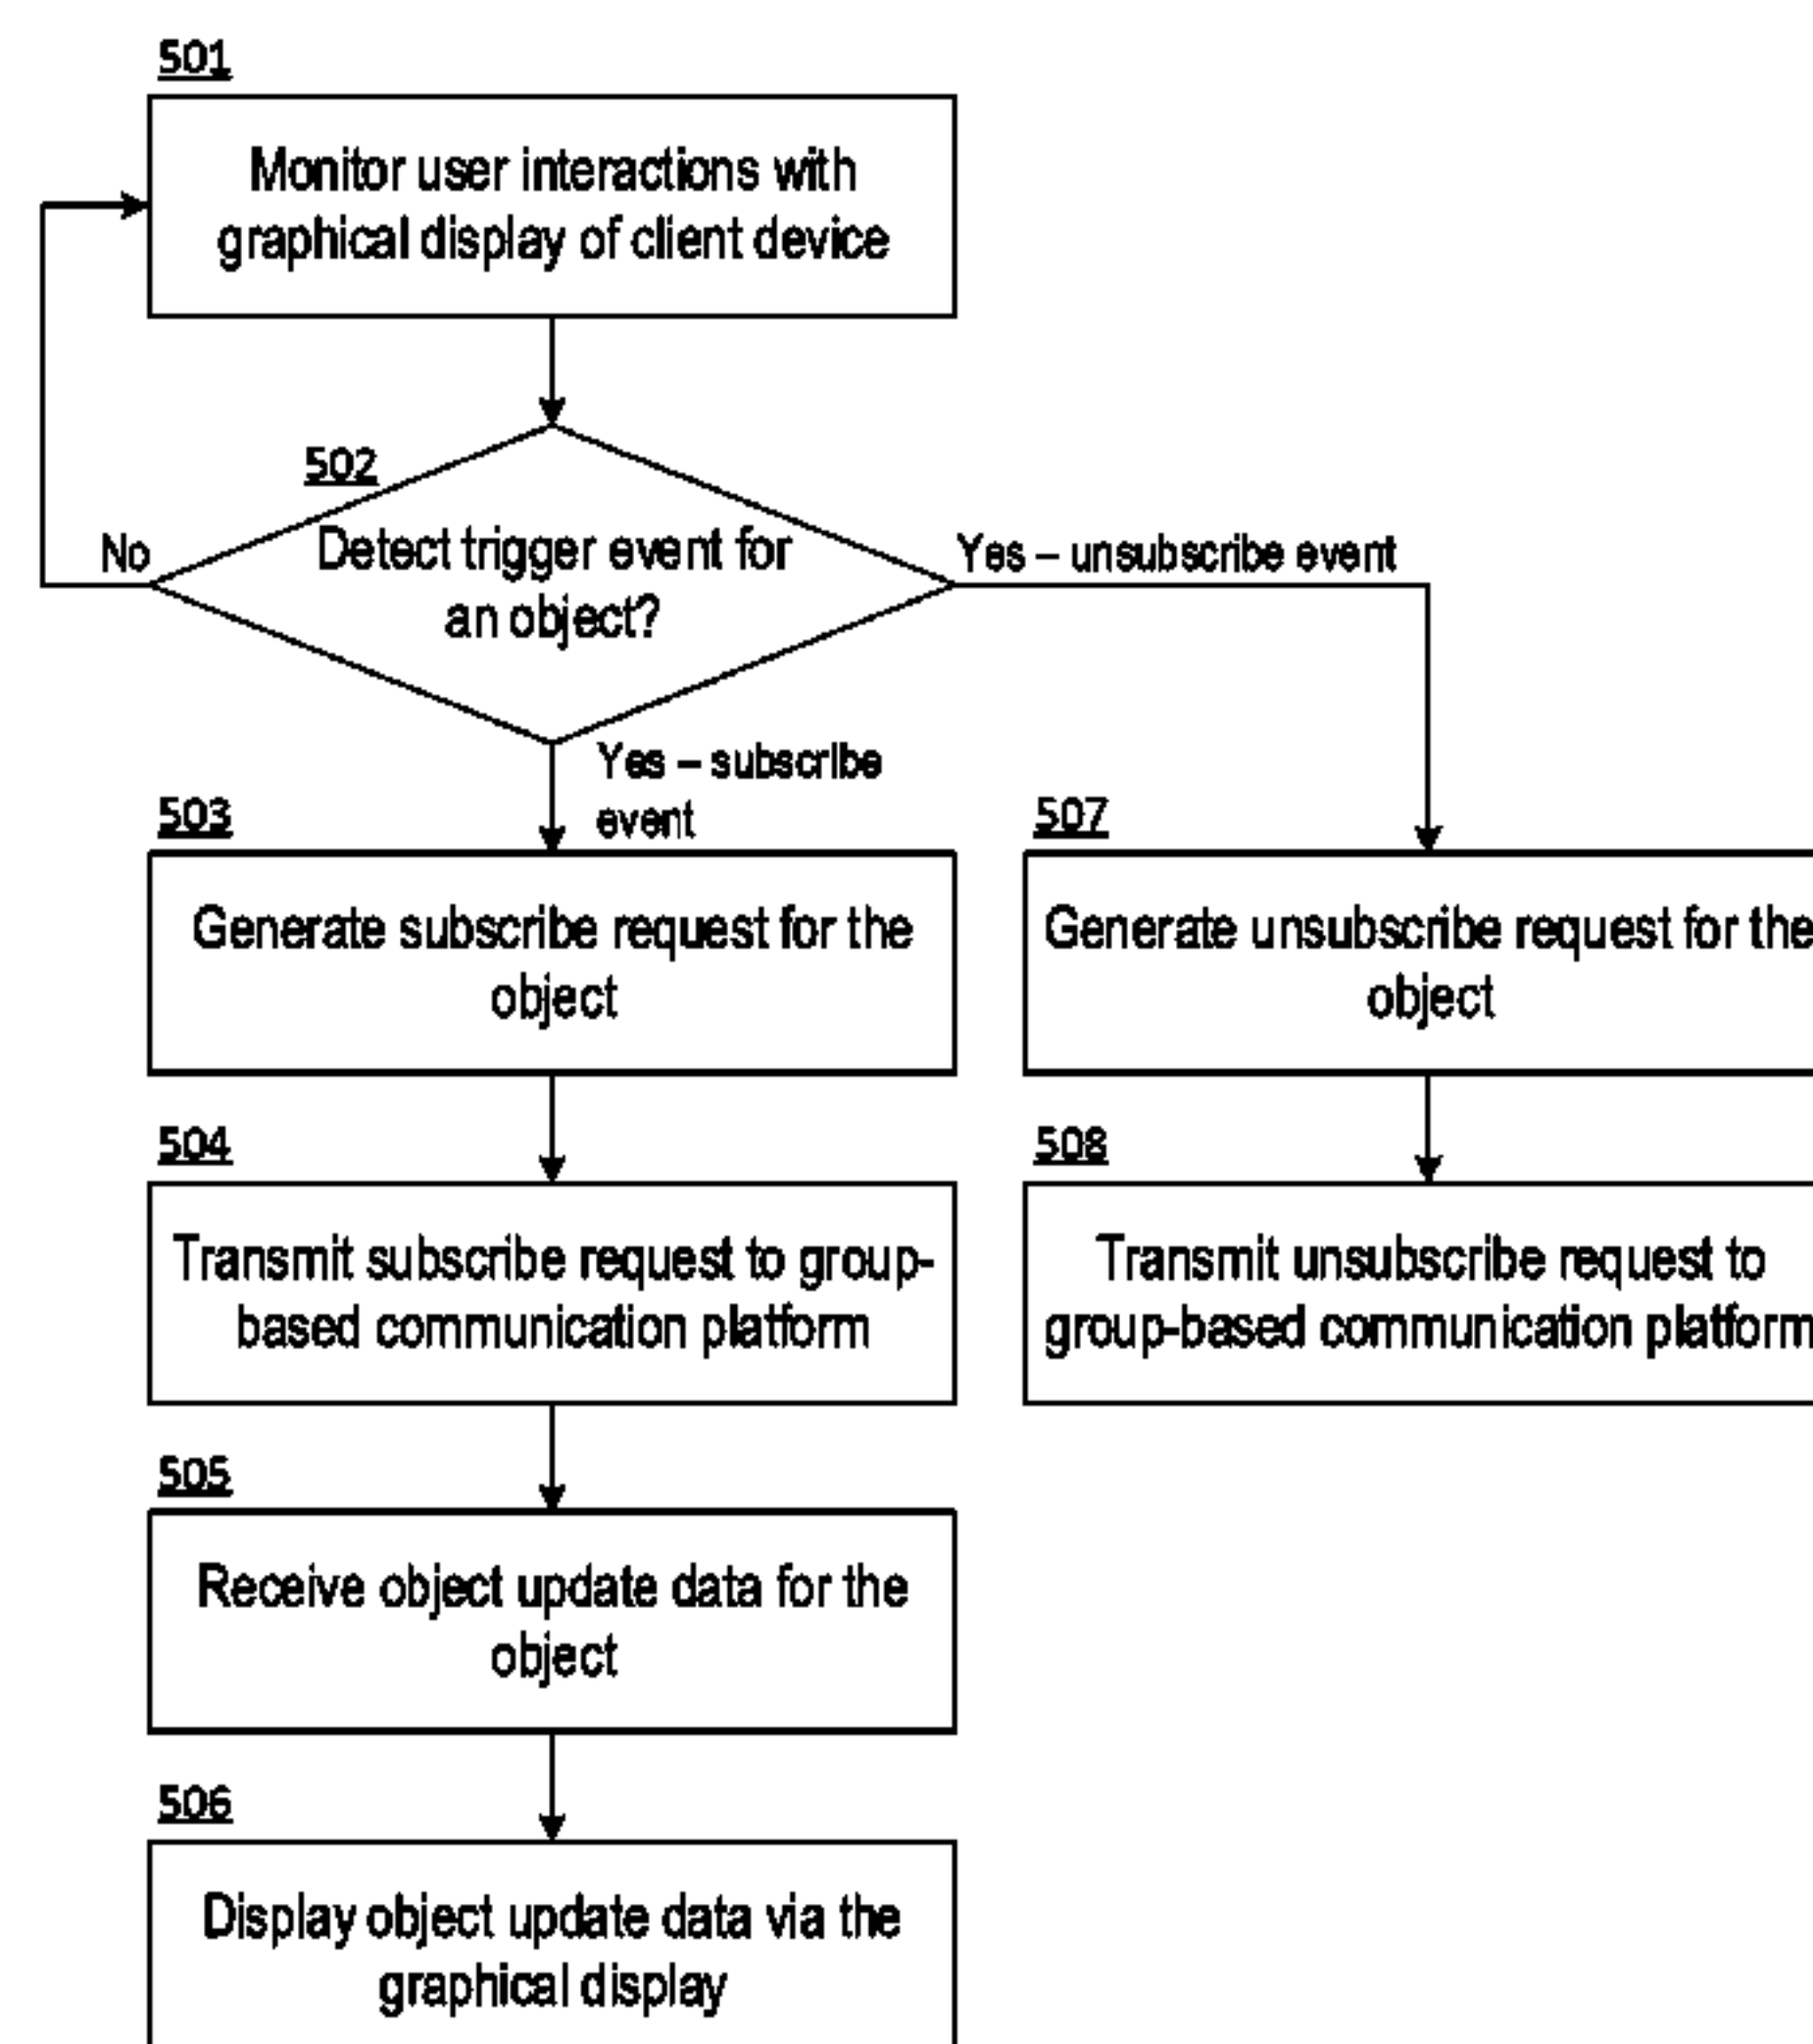 501
Monitor user interactions with
graphical display of client device
502
Detect trigger event for
an object?
No
Yes – unsubscribe event
Yes – subscribe
event
503
Generate subscribe request for the
object
507
Generate unsubscribe request for the
object
504
Transmit subscribe request to group-
based communication platform
508
Transmit unsubscribe request to
group-based communication platform
505
Receive object update data for the
object
506
Display object update data via the
graphical display